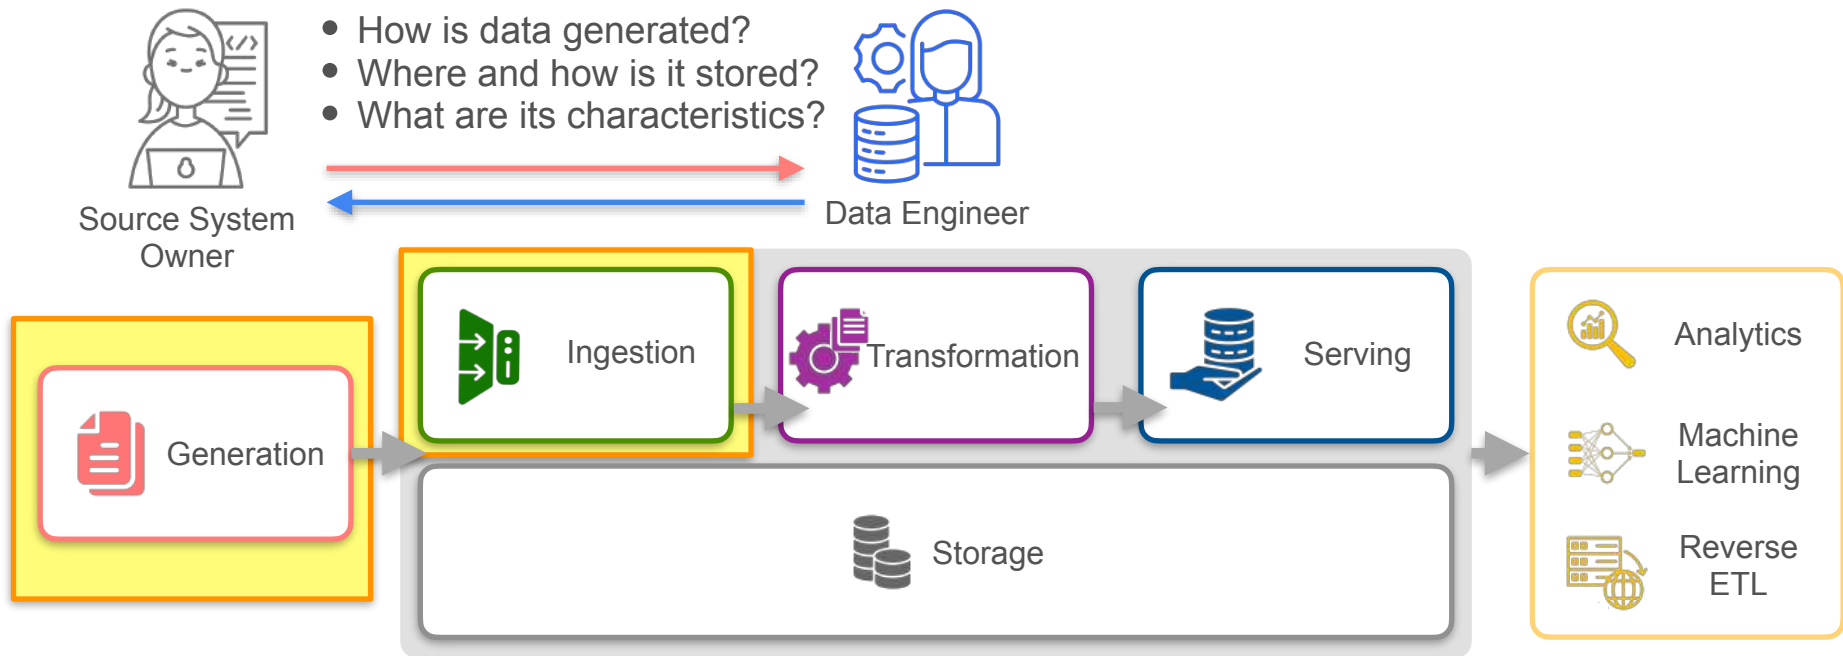 • How is data generated?
• Where and how is it stored?
• What are its characteristics?
</>
Source System
Owner
Data Engineer
Generation
Ingestion
Transformation
Serving
Storage
Analytics
Machine
Learning
Reverse
ETL